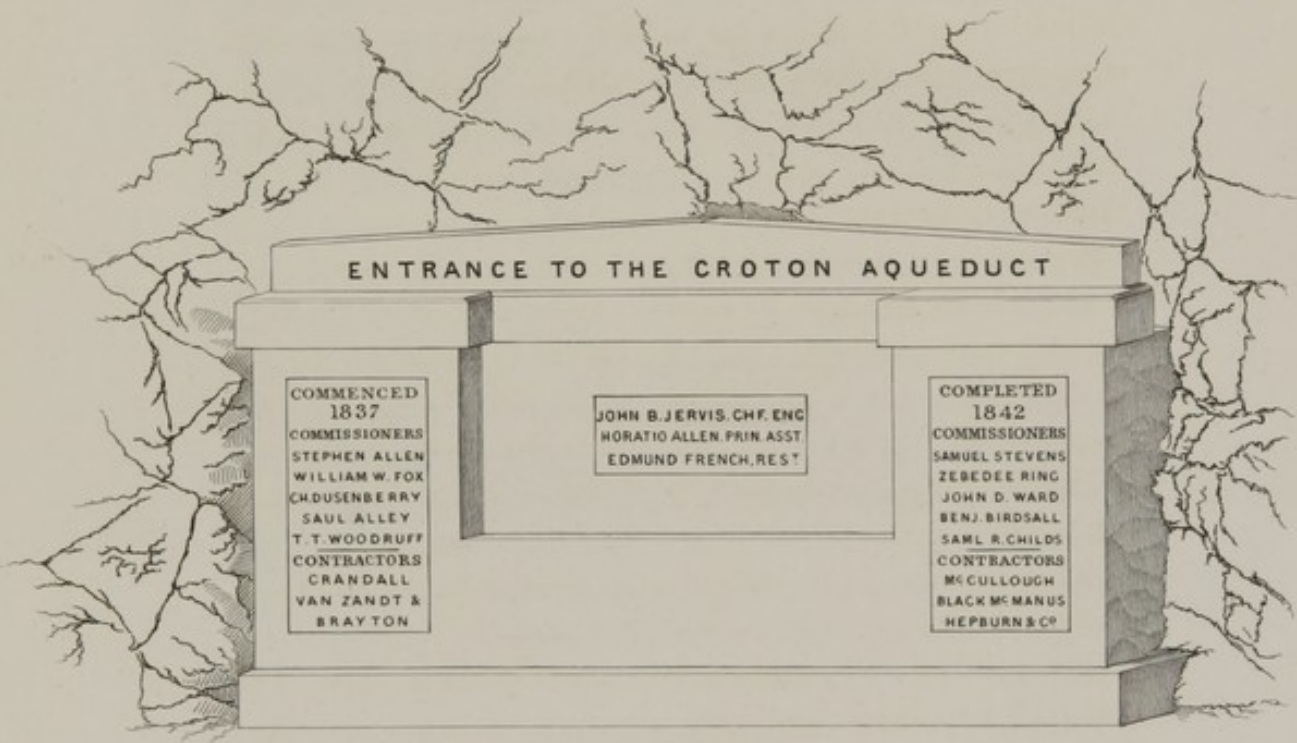 ENTRANCE TO THE CROTON AQUEDUCT
COMMENCED
1837
COMMISSIONERS
STEPHEN ALLEN
WILLIAM W. FOX
CH. DUSENBERRY
SAUL ALLEY
T. T. WOODRUFF
CONTRACTORS
CRANDALL
VAN ZANDT &
BRAYTON
JOHN B. JERVIS. CHF. ENG
HORATIO ALLEN. PRIN. ASST.
EDMUND FRENCH, REST
COMPLETED
1842
COMMISSIONERS
SAMUEL STEVENS
ZEBEDEE RING
JOHN D. WARD
BENJ. BIRDSALL
SAML R. CHILDS
CONTRACTORS
McCULLOUGH
BLACK McMANUS
HEPBURN & Co